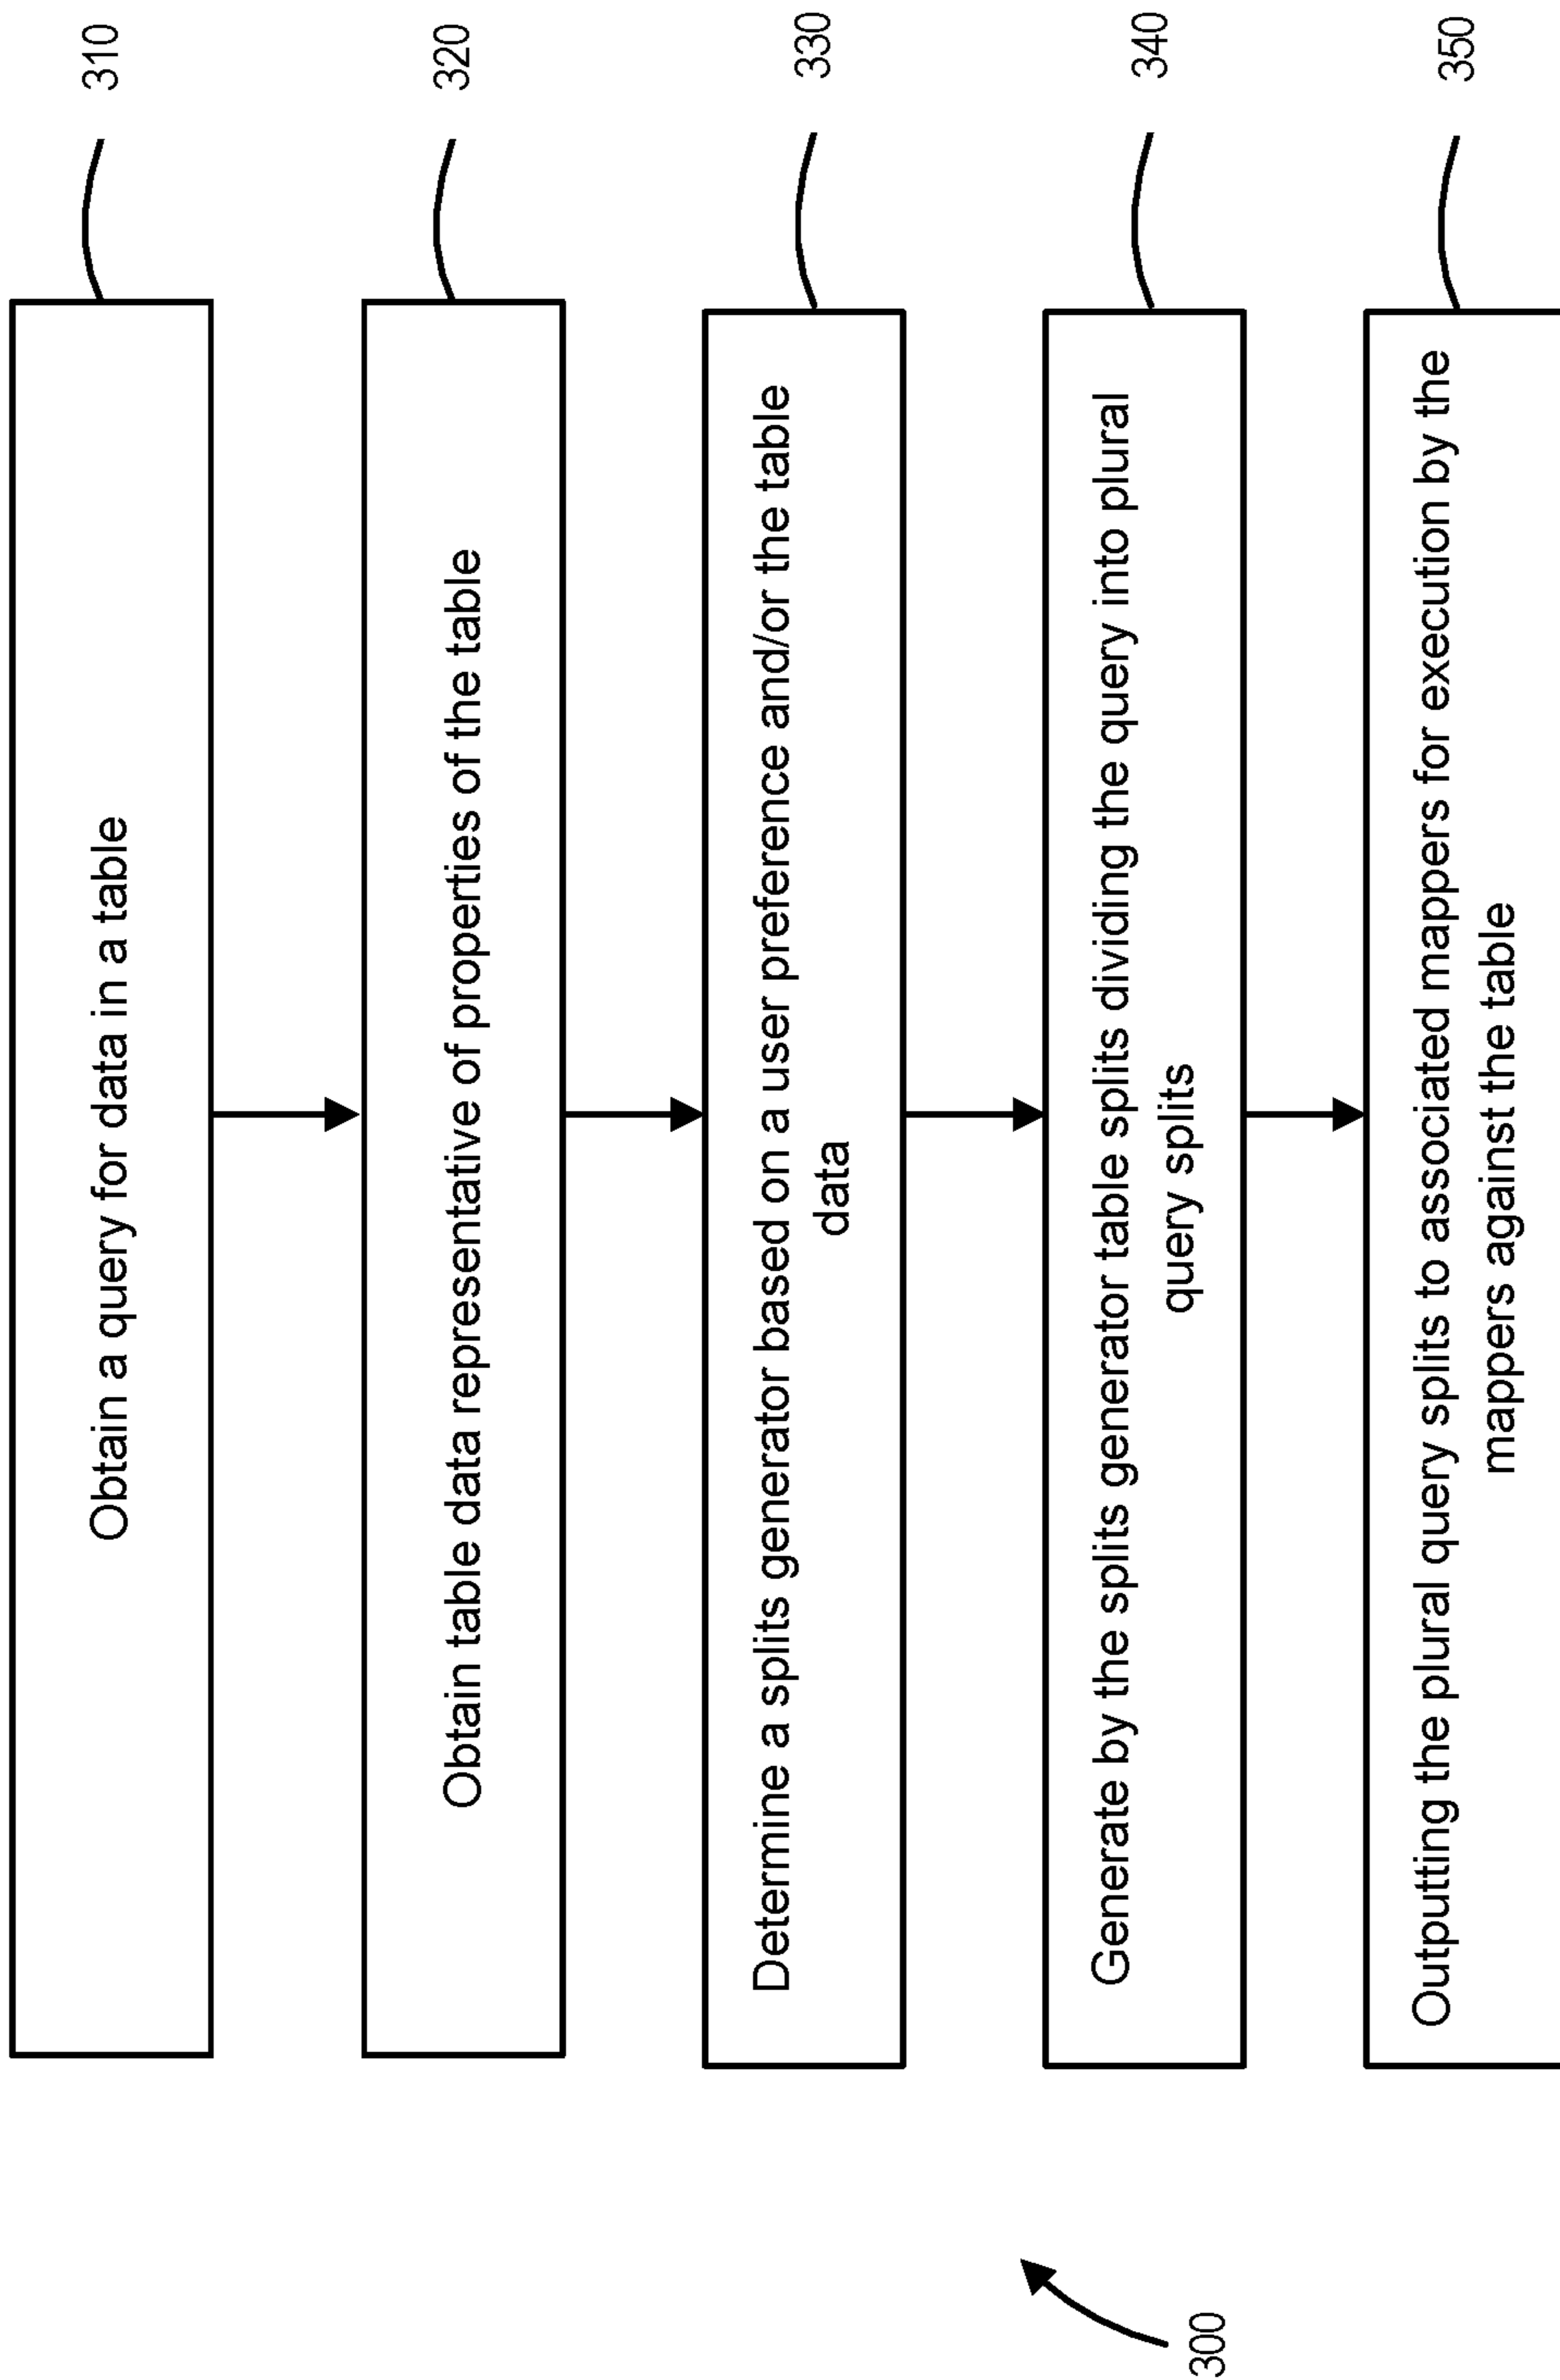 Obtain a query for data in a table
310
Obtain table data representative of properties of the table
320
Determine a splits generator based on a user preference and/or the table
data
330
Generate by the splits generator table splits dividing the query into plural
query splits
340
Outputting the plural query splits to associated mappers for execution by the
mappers against the table
350
300